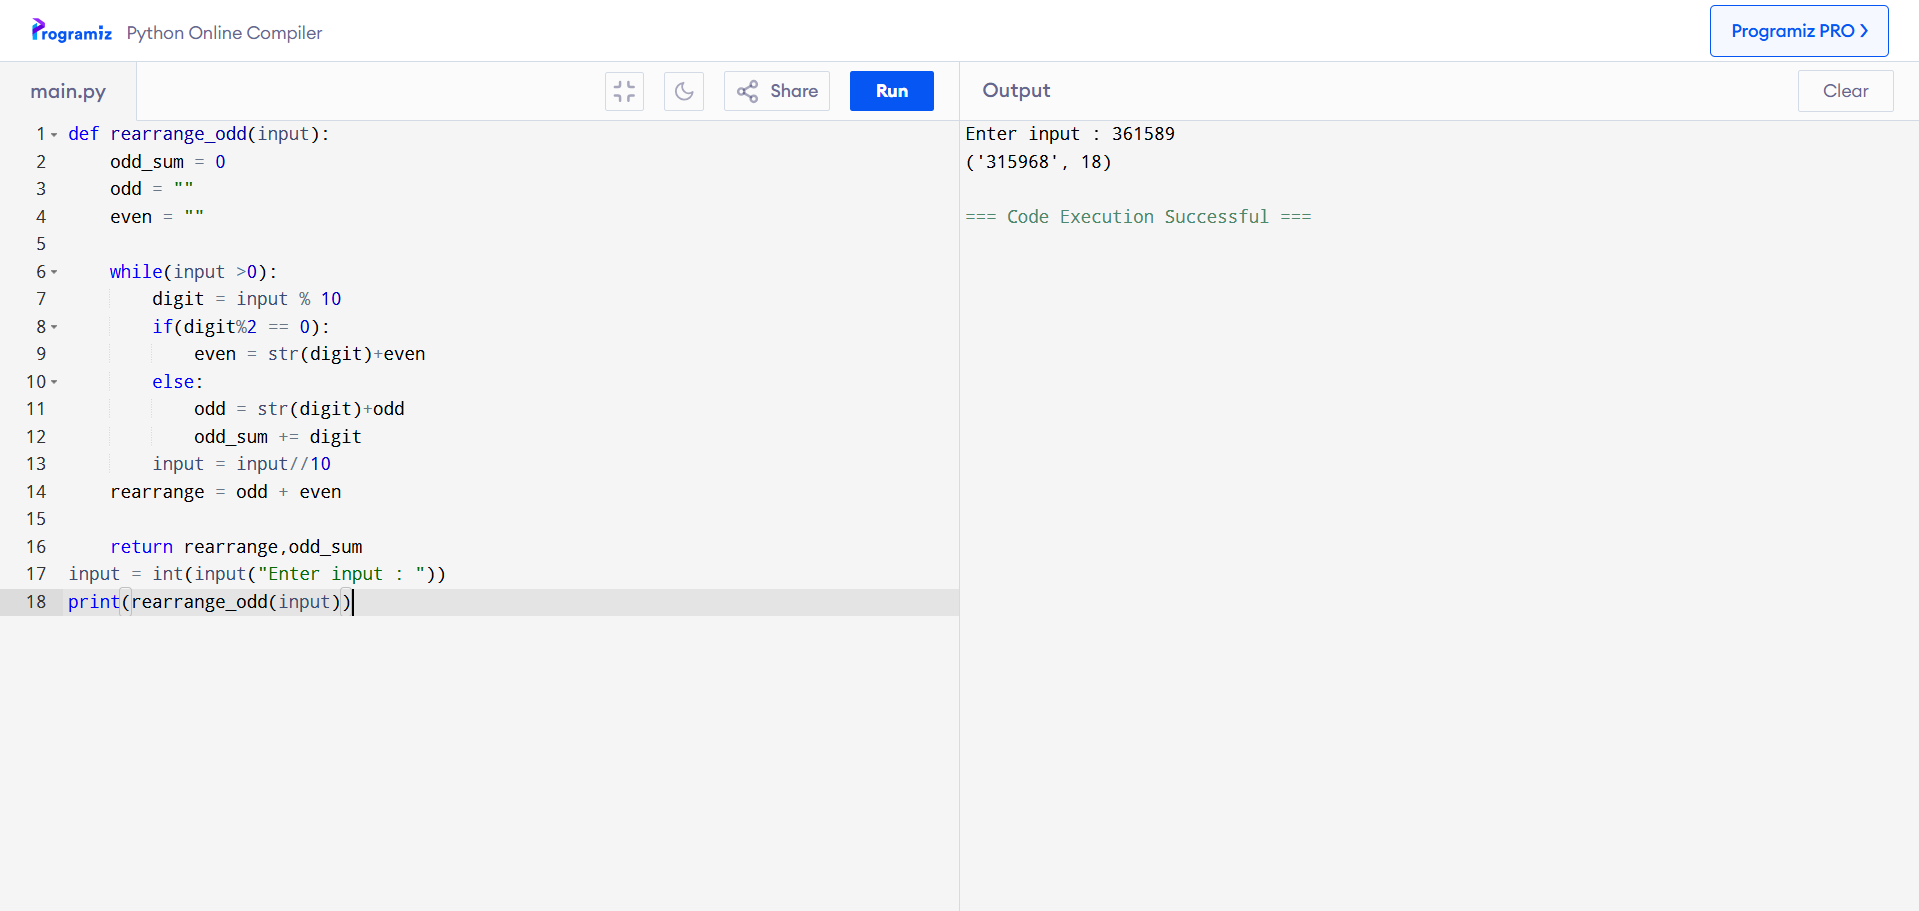 Programiz Python Online Compiler
Programiz PRO >
main.py
Share
Run
Output
Clear
1 def rearrange_odd(input):
2     odd_sum = 0
3     odd = ""
4     even = ""
5
6     while(input >0):
7         digit = input % 10
8         if(digit%2 == 0):
9             even = str(digit)+even
10         else:
11             odd = str(digit)+odd
12             odd_sum += digit
13         input = input//10
14     rearrange = odd + even
15
16     return rearrange,odd_sum
17 input = int(input("Enter input : "))
18 print(rearrange_odd(input))
Enter input : 361589
('315968', 18)
=== Code Execution Successful ===